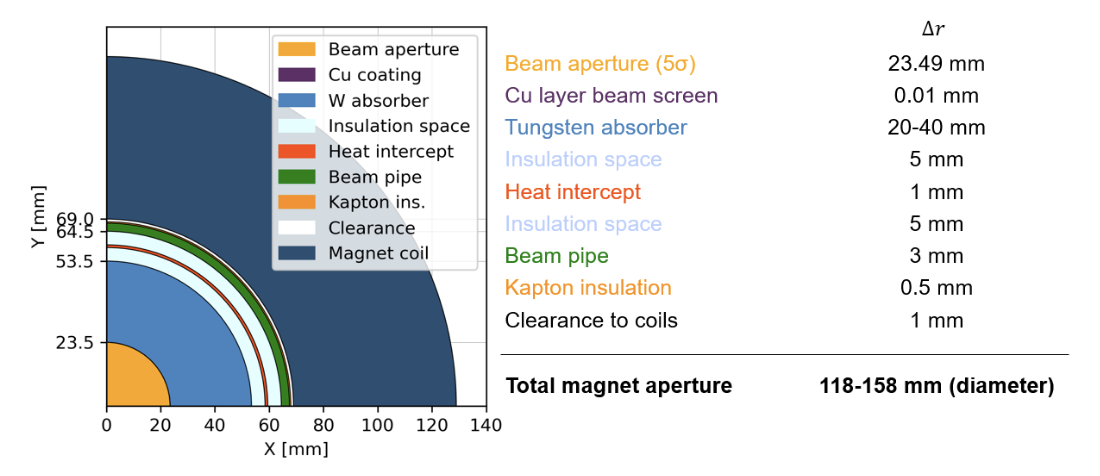 Beam aperture
Cu coating
W absorber
Insulation space
Heat intercept
Beam pipe
Kapton ins.
Clearance
Magnet coil
Y [mm]
69.0
64.5
53.5
23.5
0 20 40 60 80 100 120 140
X [mm]
Δr
Beam aperture (5σ) 23.49 mm
Cu layer beam screen 0.01 mm
Tungsten absorber 20-40 mm
Insulation space 5 mm
Heat intercept 1 mm
Insulation space 5 mm
Beam pipe 3 mm
Kapton insulation 0.5 mm
Clearance to coils 1 mm
Total magnet aperture 118-158 mm (diameter)